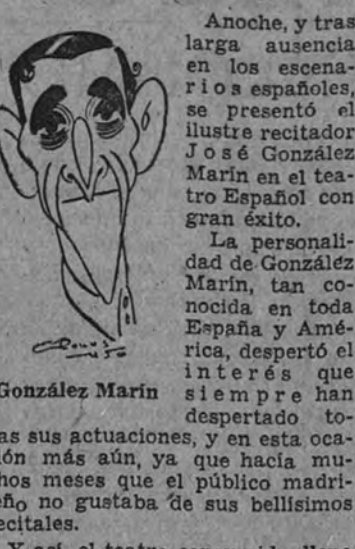 Anoche, y tras
larga ausencia
en los escena-
rios españoles,
se presentó el
ilustre recitador
José González
Marín en el tea-
tro Español con
gran éxito.
La personali-
dad de González
Marín, tan co-
nocida en toda
España y Amé-
rica, despertó el
interés que
siempre han
despertado to-
González Marín
as sus actuaciones, y en esta oca-
ión más aún, ya que hacía mu-
hos meses que el público madri-
eño no gustaba de sus bellísimos
ecitales.